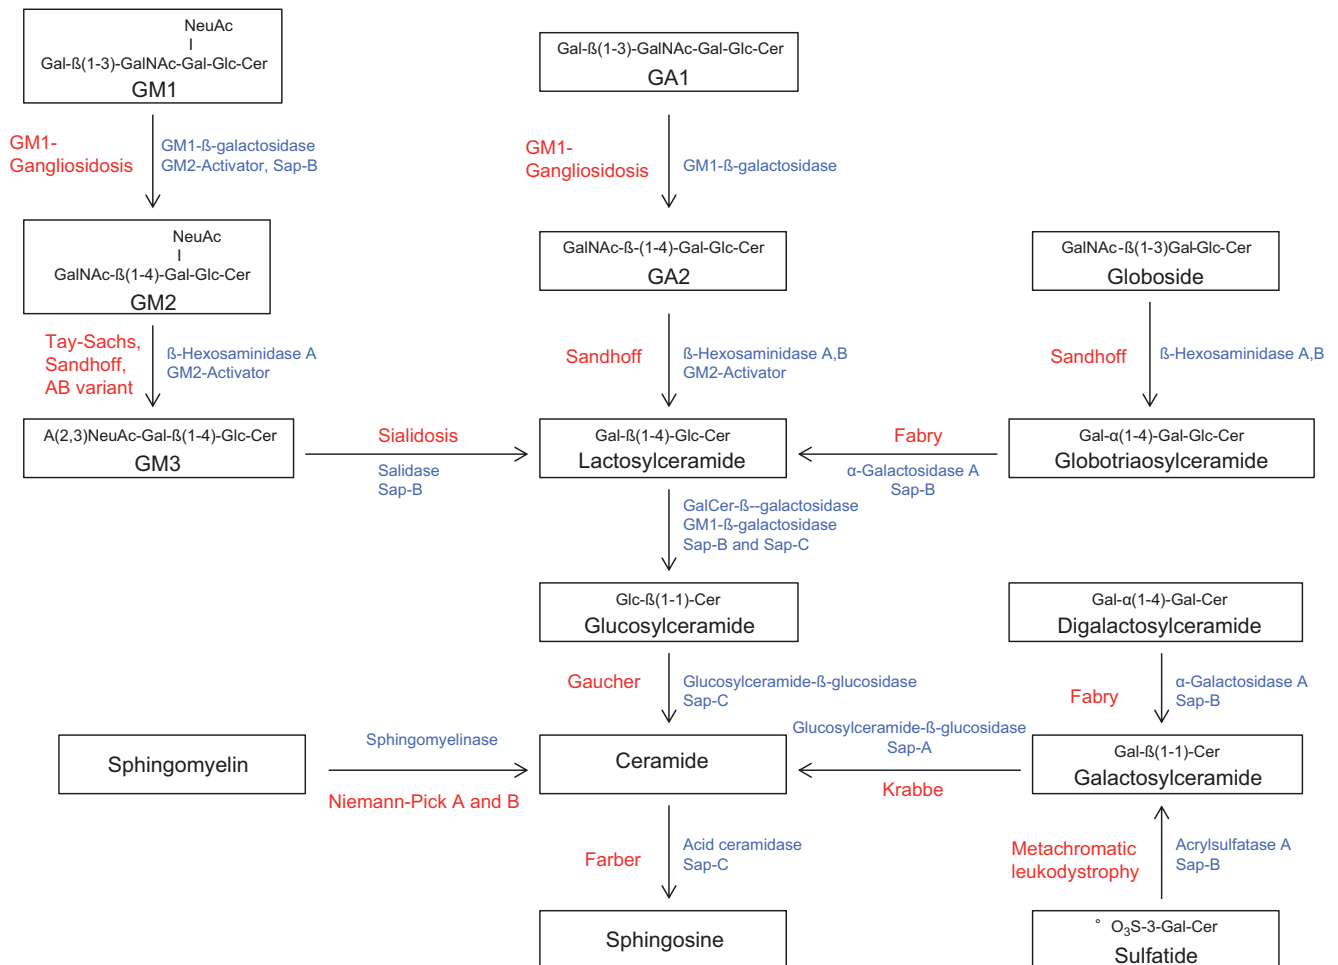 NeuAc
Gal-ß(1-3)-GalNAc-Gal-Glc-Cer
GM1
Gal-ß(1-3)-GalNAc-Gal-Glc-Cer
GA1
GM1-
Gangliosidosis
GM1-ß-galactosidase
GM2-Activator, Sap-B
GM1-
Gangliosidosis
GM1-ß-galactosidase
NeuAc
GalNAc-ß(1-4)-Gal-Glc-Cer
GM2
GalNAc-ß-(1-4)-Gal-Glc-Cer
GA2
GalNAc-ß(1-3)Gal-Glc-Cer
Globoside
Tay-Sachs,
Sandhoff,
AB variant
ß-Hexosaminidase A
GM2-Activator
Sandhoff
ß-Hexosaminidase A,B
GM2-Activator
Sandhoff
ß-Hexosaminidase A,B
A(2,3)NeuAc-Gal-ß(1-4)-Glc-Cer
GM3
Sialidosis
Salidase
Sap-B
Gal-ß(1-4)-Glc-Cer
Lactosylceramide
Fabry
α-Galactosidase A
Sap-B
Gal-α(1-4)-Gal-Glc-Cer
Globotriaosylceramide
GalCer-ß--galactosidase
GM1-ß-galactosidase
Sap-B and Sap-C
Glc-ß(1-1)-Cer
Glucosylceramide
Gal-α(1-4)-Gal-Cer
Digalactosylceramide
Gaucher
Glucosylceramide-ß-glucosidase
Sap-C
Fabry
α-Galactosidase A
Sap-B
Sphingomyelin
Sphingomyelinase
Niemann-Pick A and B
Ceramide
Glucosylceramide-ß-glucosidase
Sap-A
Krabbe
Gal-ß(1-1)-Cer
Galactosylceramide
Farber
Acid ceramidase
Sap-C
Metachromatic
leukodystrophy
Acrylsulfatase A
Sap-B
Sphingosine
° O₃S-3-Gal-Cer
Sulfatide